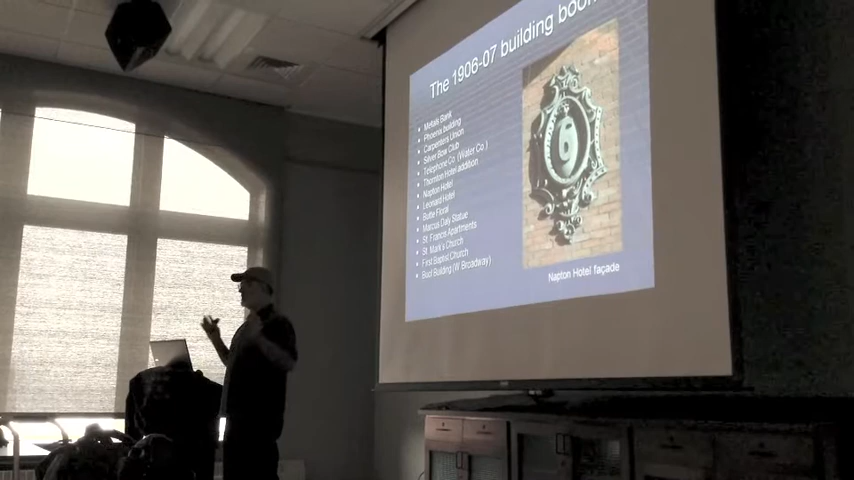 The 1906-07 building boom
• Metals Bank
• Phoenix building
• Carpenters Union
• Silver Bow Club
• Telephone Co. (Water Co.)
• Thornton Hotel addition
• Napton Hotel
• Leonard Hotel
• Butte Floral
• Marcus Daly Statue
• St. Francis Apartments
• St. Mark's Church
• First Baptist Church
• Buol Building (W Broadway)
6
Napton Hotel façade